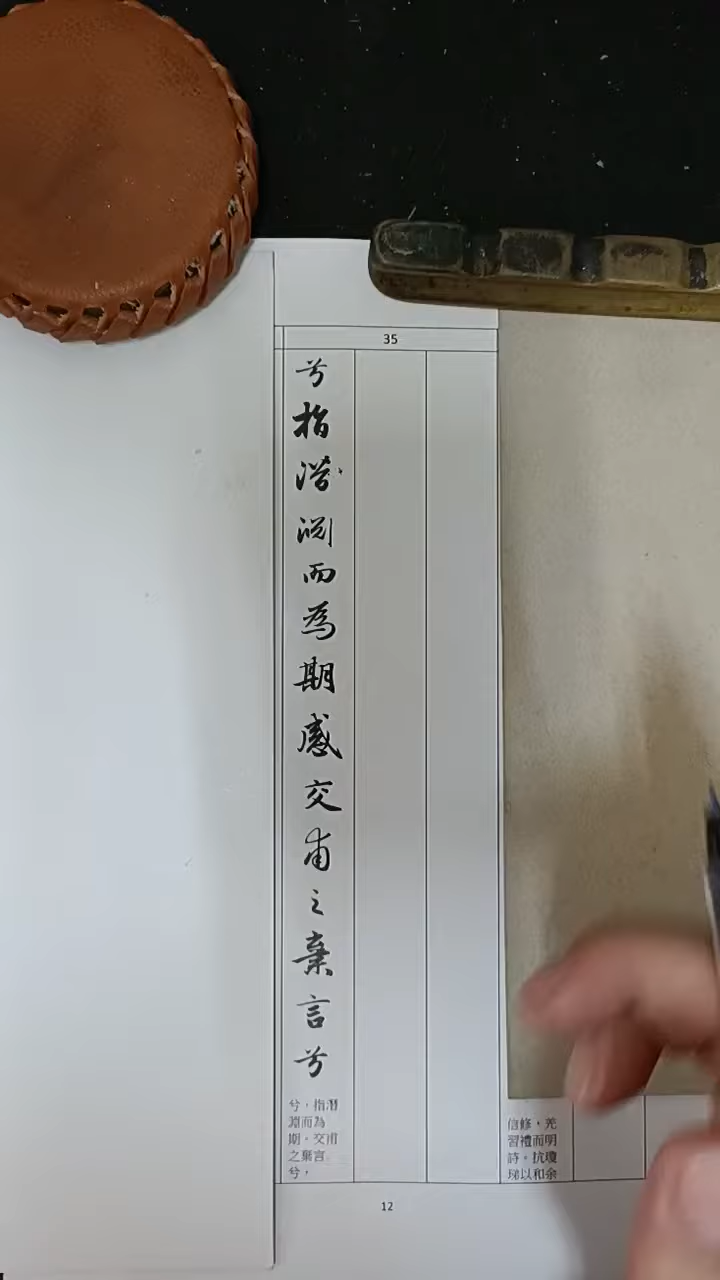 35
兮指潛渊而為期感交甫之棄言兮
兮，指潛
淵而為
期，交甫
之棄言
兮，
信修，羌
習禮而明
詩，抗瓊
珶以和余
12